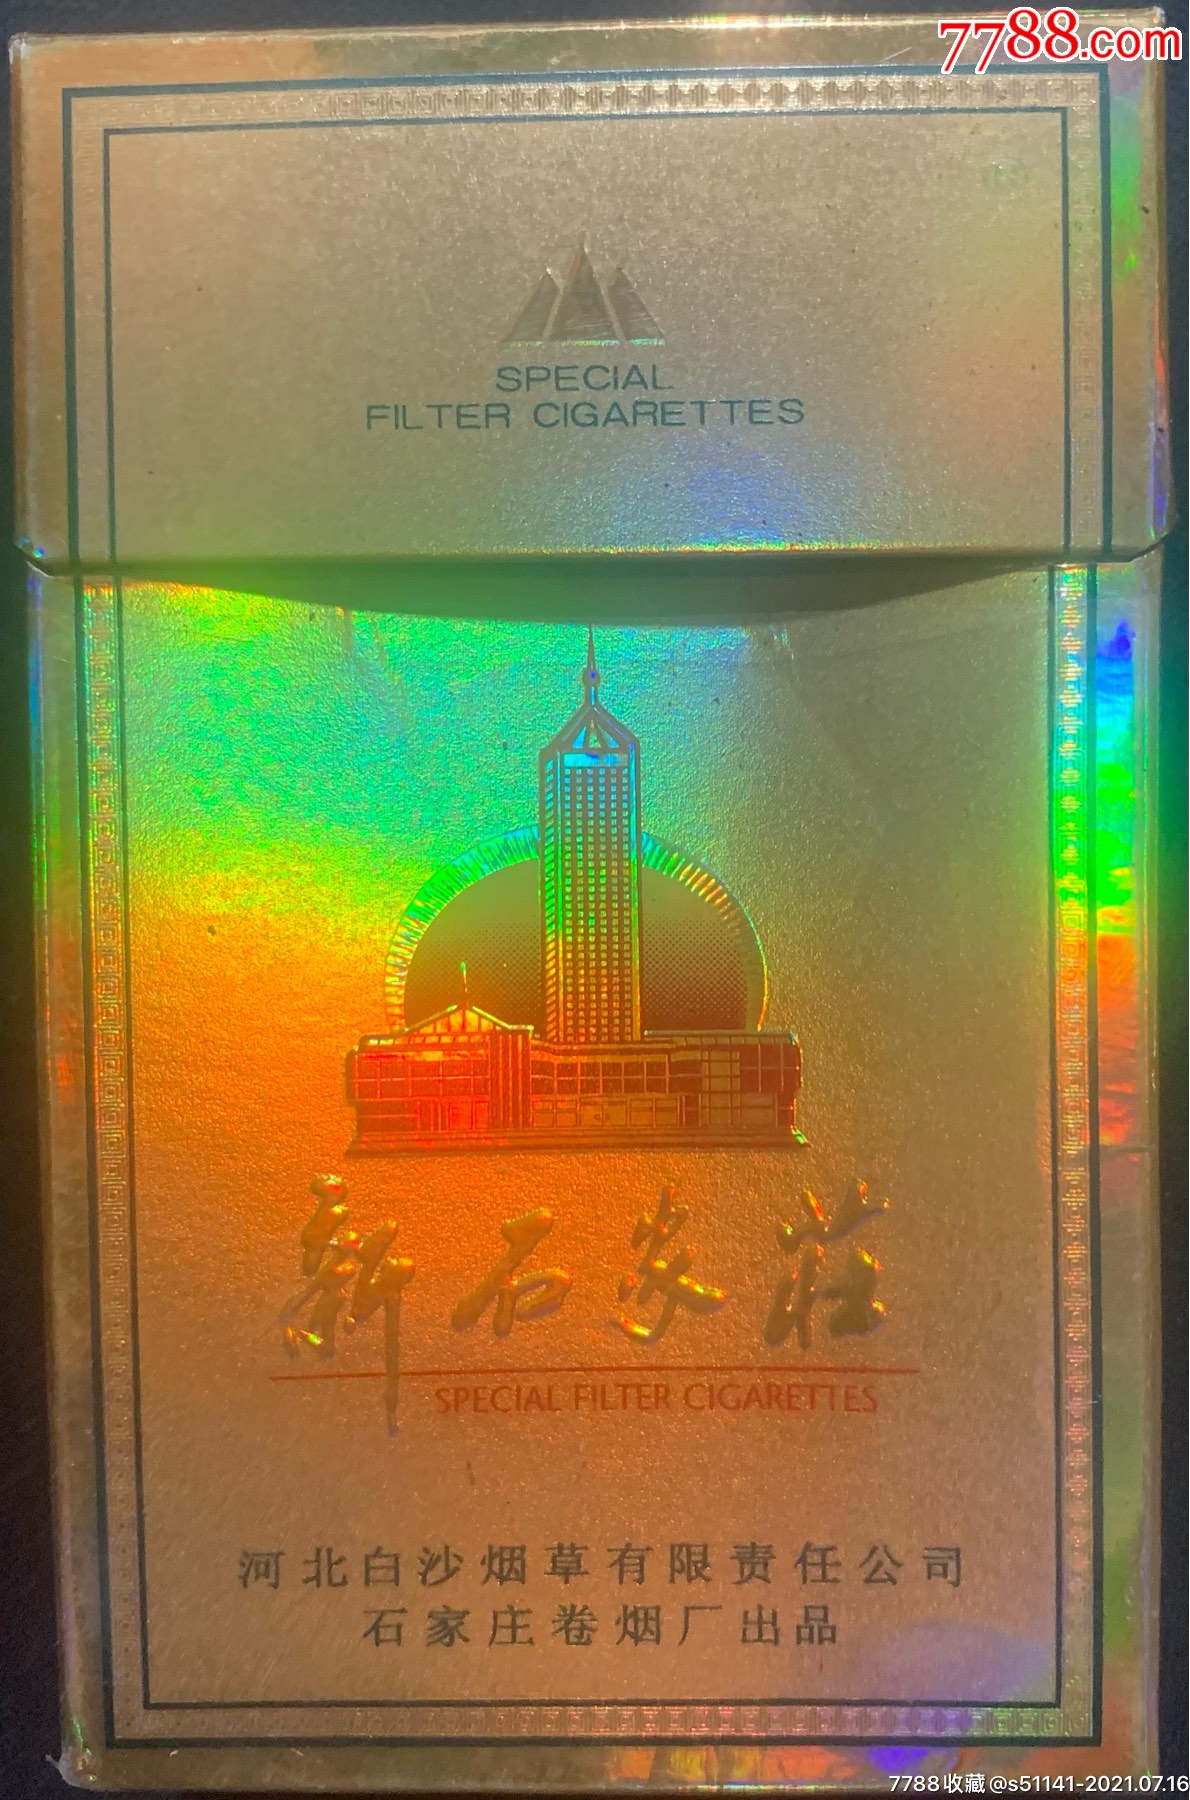 7788.com
SPECIAL
FILTER CIGARETTES
新石家莊
SPECIAL FILTER CIGARETTES
河北白沙烟草有限责任公司
石家庄卷烟厂出品
7788收藏@s51141-2021.07.16